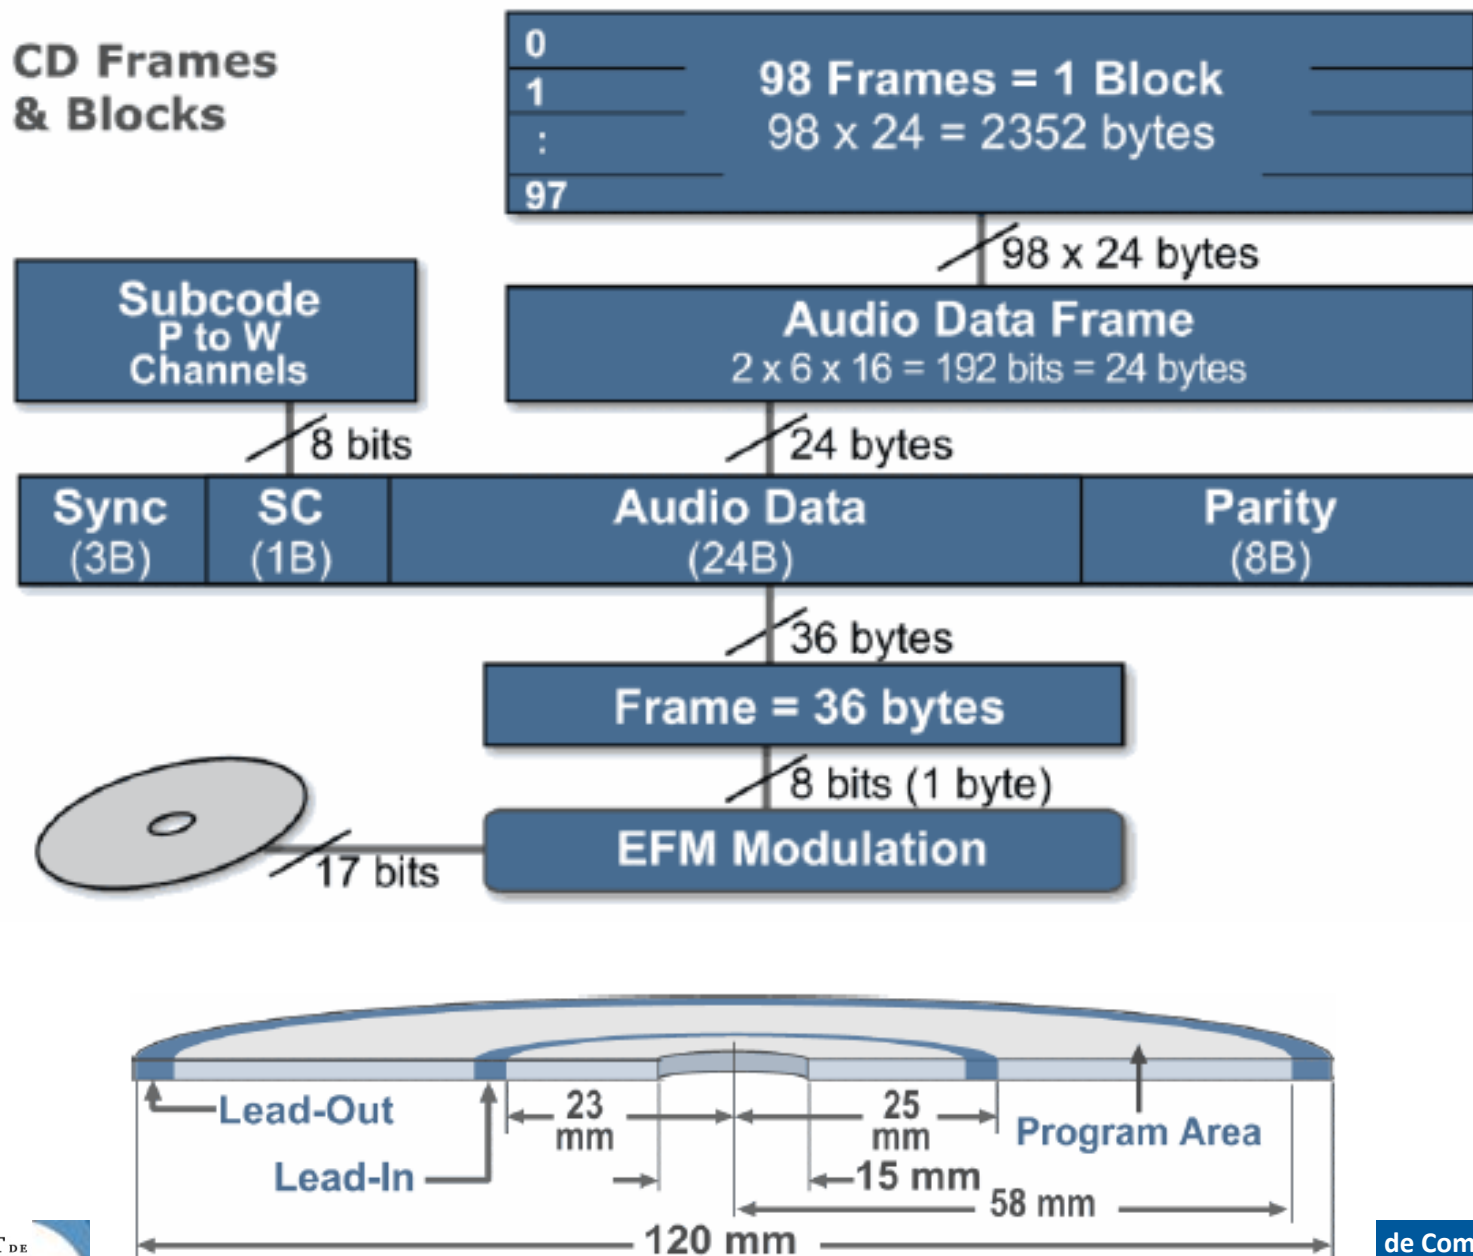 CD Frames
& Blocks
0
1
:
97
98 Frames = 1 Block
98 x 24 = 2352 bytes
98 x 24 bytes
Subcode
P to W
Channels
Audio Data Frame
2 x 6 x 16 = 192 bits = 24 bytes
8 bits
24 bytes
Sync
(3B)
SC
(1B)
Audio Data
(24B)
Parity
(8B)
36 bytes
Frame = 36 bytes
8 bits (1 byte)
EFM Modulation
17 bits
Lead-Out
23
mm
25
mm
Program Area
Lead-In
15 mm
58 mm
120 mm
T DE
de Com